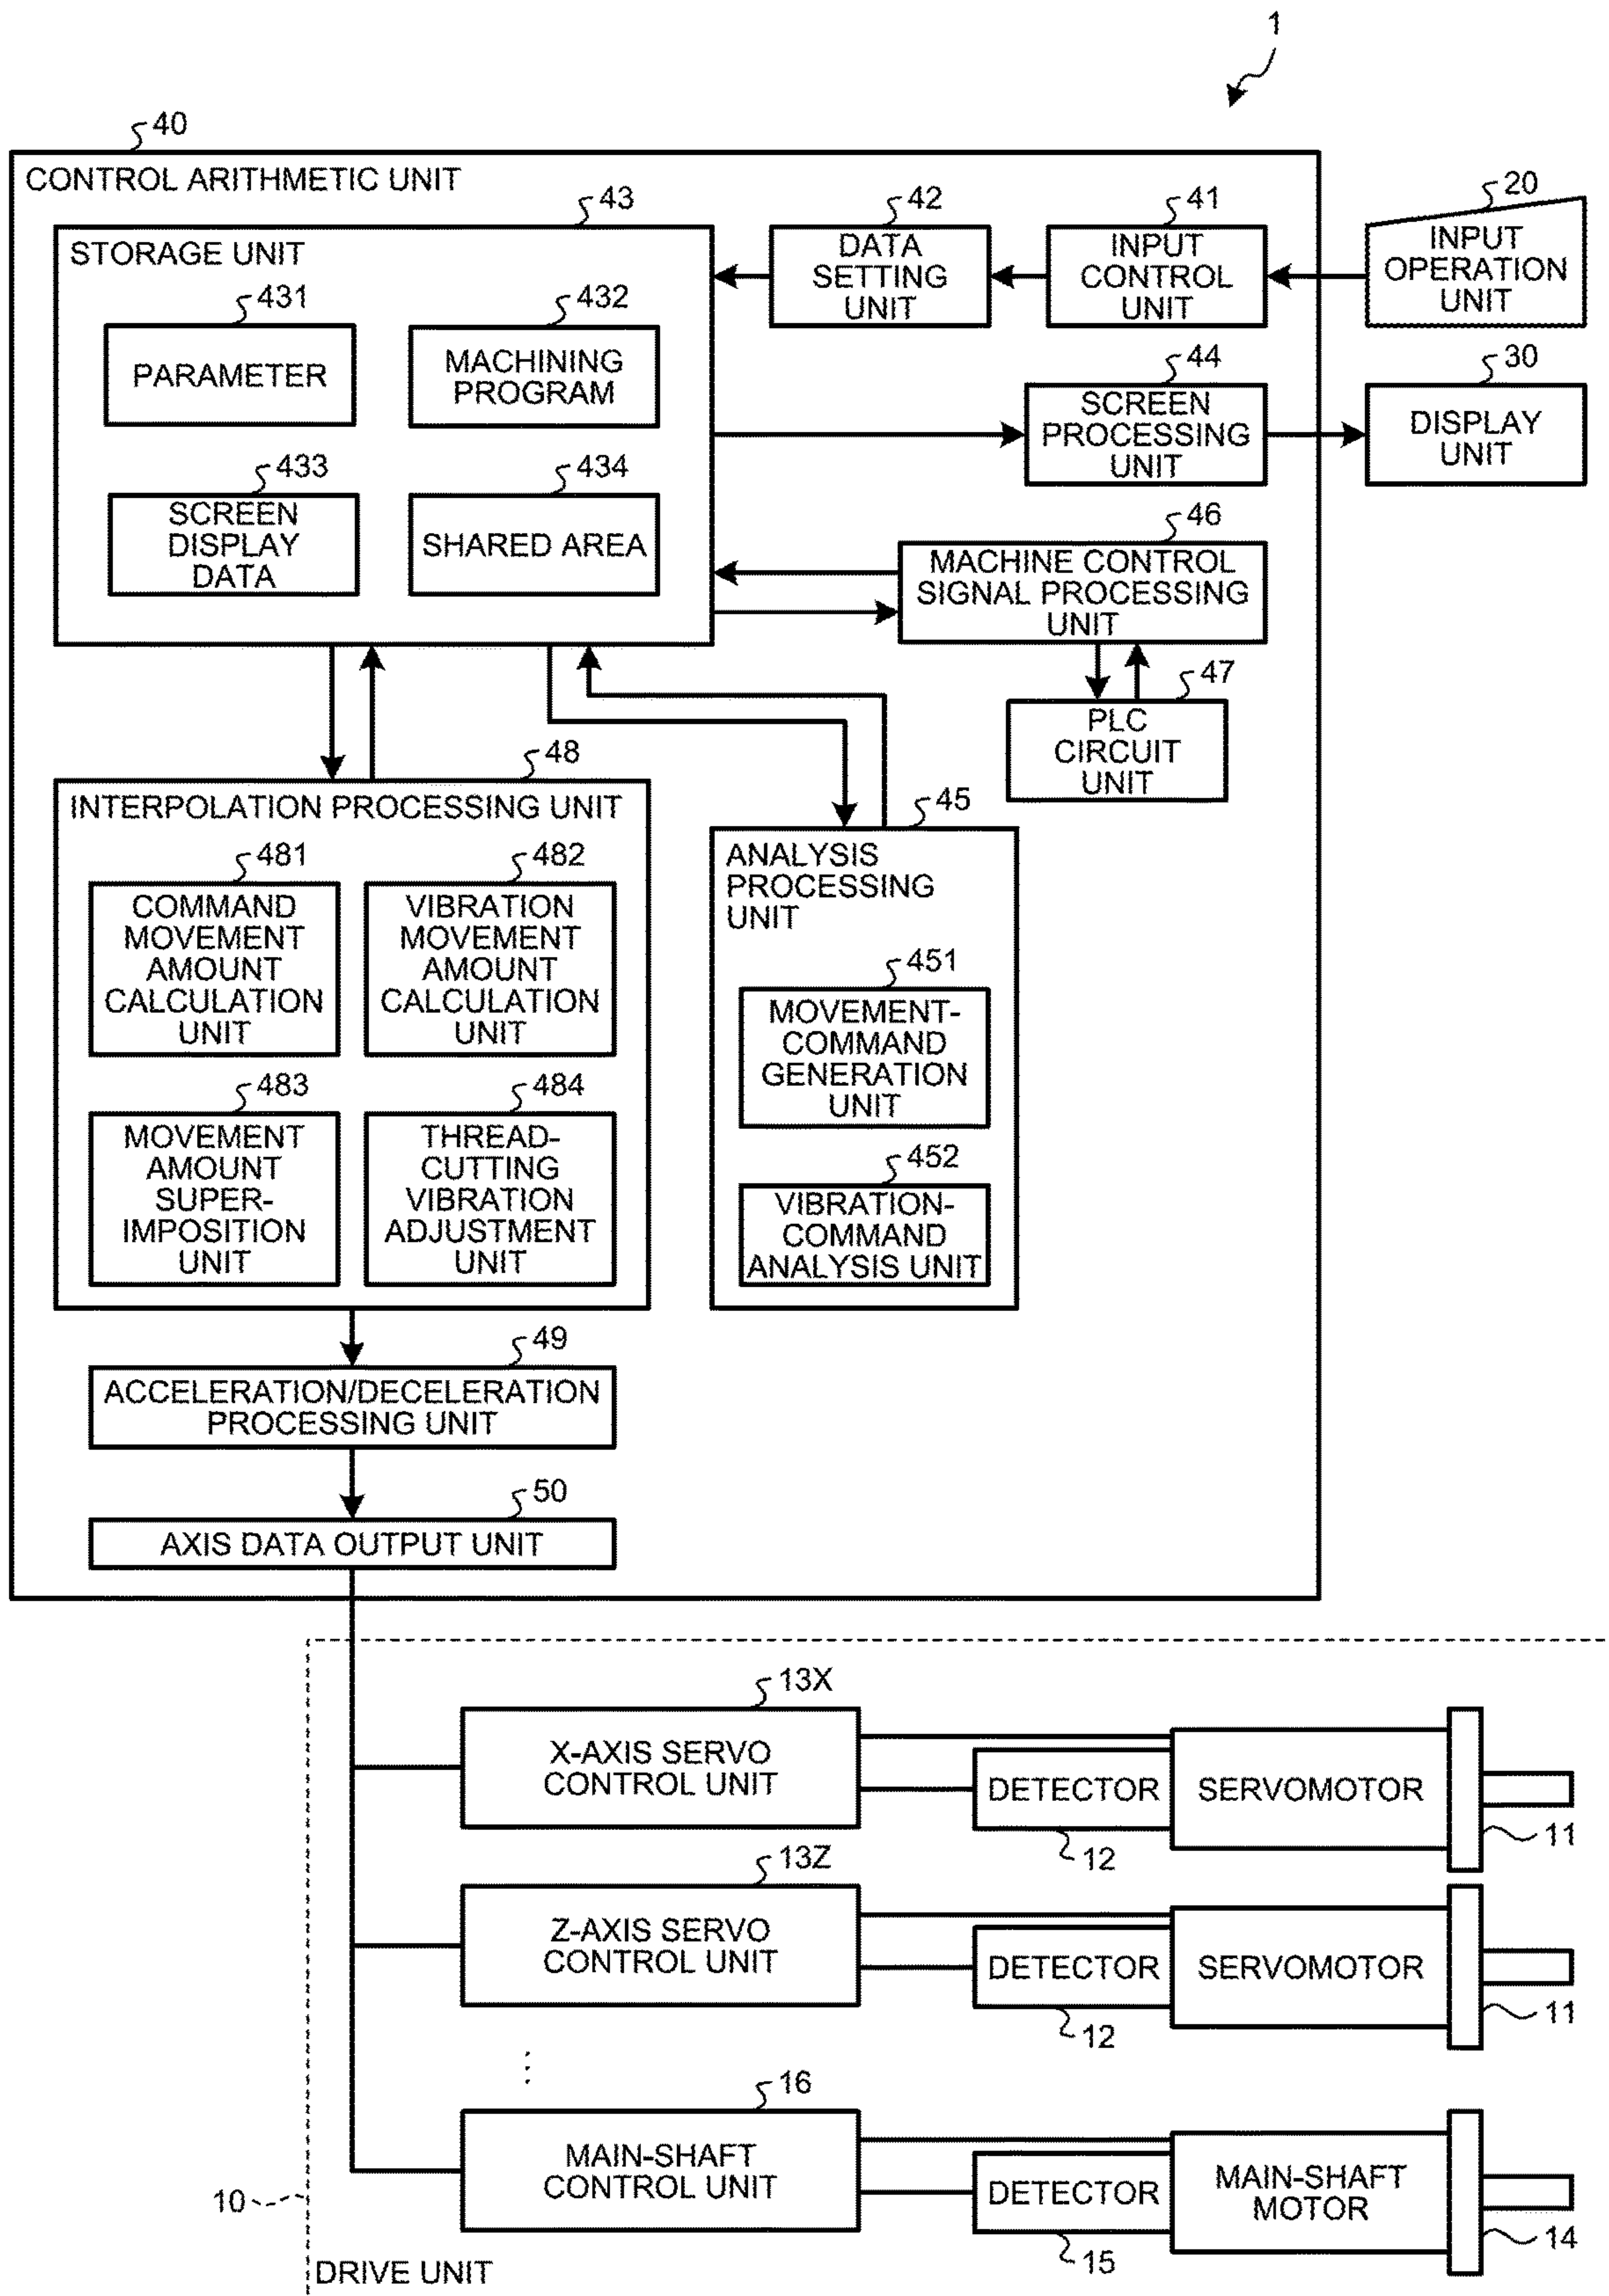 1
40
CONTROL ARITHMETIC UNIT
43
STORAGE UNIT
431
PARAMETER
432
MACHINING
PROGRAM
433
SCREEN
DISPLAY
DATA
434
SHARED AREA
42
DATA
SETTING
UNIT
41
INPUT
CONTROL
UNIT
20
INPUT
OPERATION
UNIT
44
SCREEN
PROCESSING
UNIT
30
DISPLAY
UNIT
46
MACHINE CONTROL
SIGNAL PROCESSING
UNIT
47
PLC
CIRCUIT
UNIT
48
INTERPOLATION PROCESSING UNIT
481
COMMAND
MOVEMENT
AMOUNT
CALCULATION
UNIT
482
VIBRATION
MOVEMENT
AMOUNT
CALCULATION
UNIT
483
MOVEMENT
AMOUNT
SUPER-
IMPOSITION
UNIT
484
THREAD-
CUTTING
VIBRATION
ADJUSTMENT
UNIT
45
ANALYSIS
PROCESSING
UNIT
451
MOVEMENT-
COMMAND
GENERATION
UNIT
452
VIBRATION-
COMMAND
ANALYSIS UNIT
49
ACCELERATION/DECELERATION
PROCESSING UNIT
50
AXIS DATA OUTPUT UNIT
13X
X-AXIS SERVO
CONTROL UNIT
DETECTOR
12
SERVOMOTOR
11
13Z
Z-AXIS SERVO
CONTROL UNIT
DETECTOR
12
SERVOMOTOR
11
16
MAIN-SHAFT
CONTROL UNIT
DETECTOR
15
MAIN-SHAFT
MOTOR
14
10
DRIVE UNIT